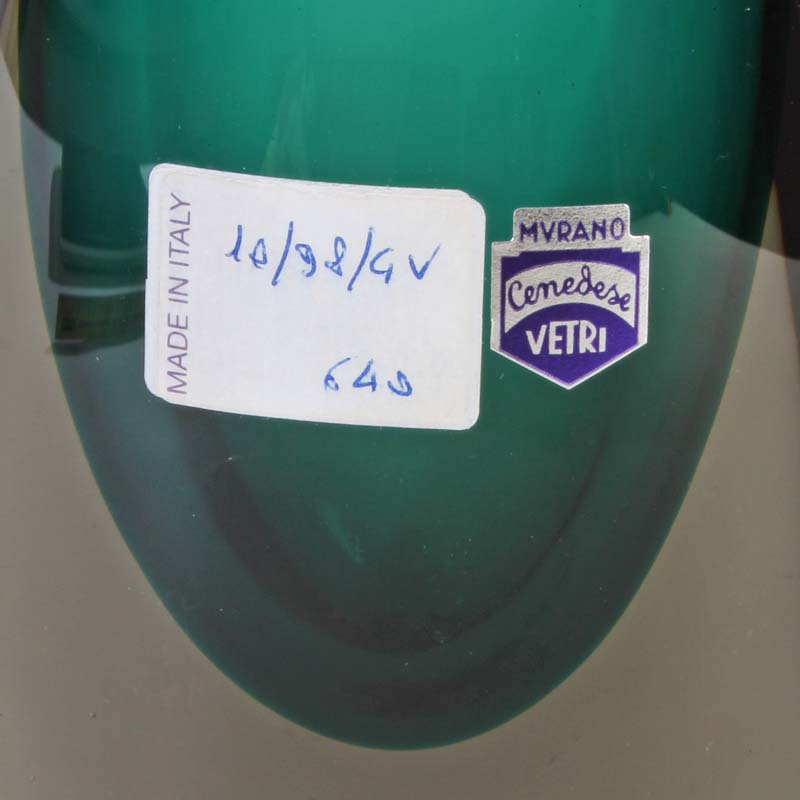 MADE IN ITALY
10/98/GV
640
MVRANO
Cenedese
VETRI